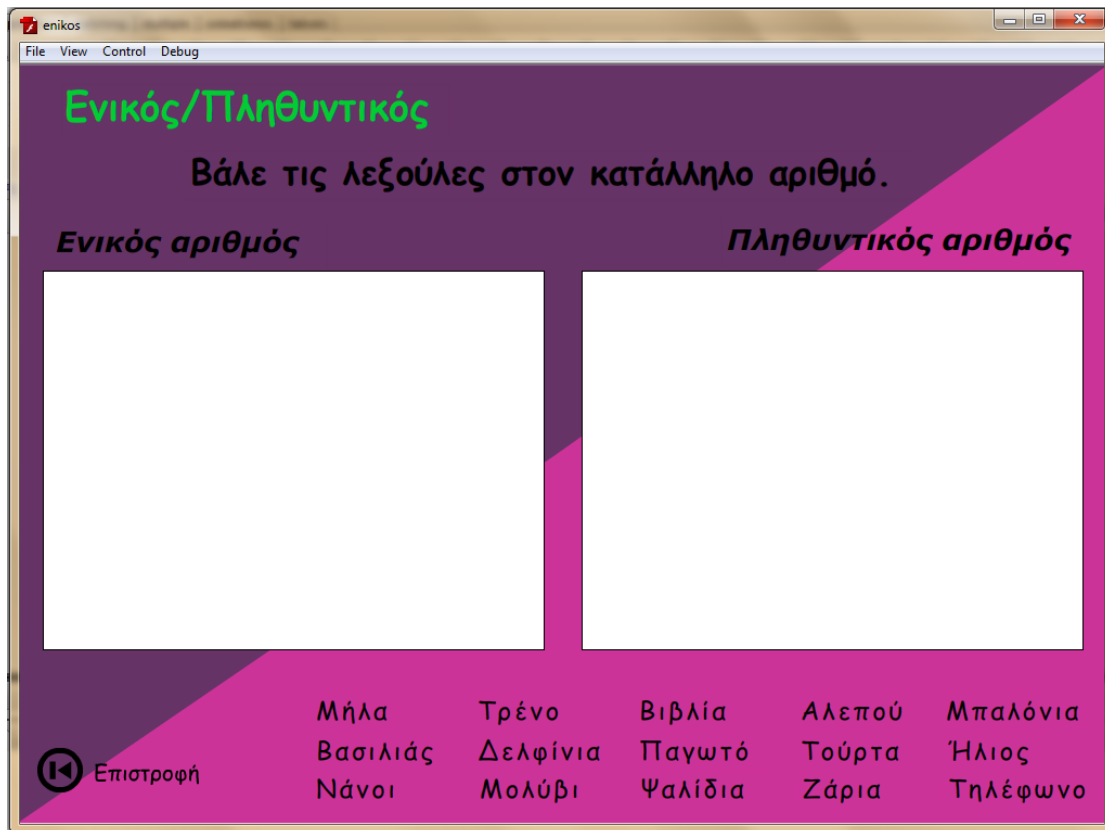 enikos
File View Control Debug
Ενικός/Πληθυντικός
Βάλε τις λεξούλες στον κατάλληλο αριθμό.
Ενικός αριθμός Πληθυντικός αριθμός
Μήλα Τρένο Βιβλία Αλεπού Μπαλόνια
Βασιλιάς Δελφίνια Παγωτό Τούρτα Ήλιος
Νάνοι Μολύβι Ψαλίδια Ζάρια Τηλέφωνο
Επιστροφή